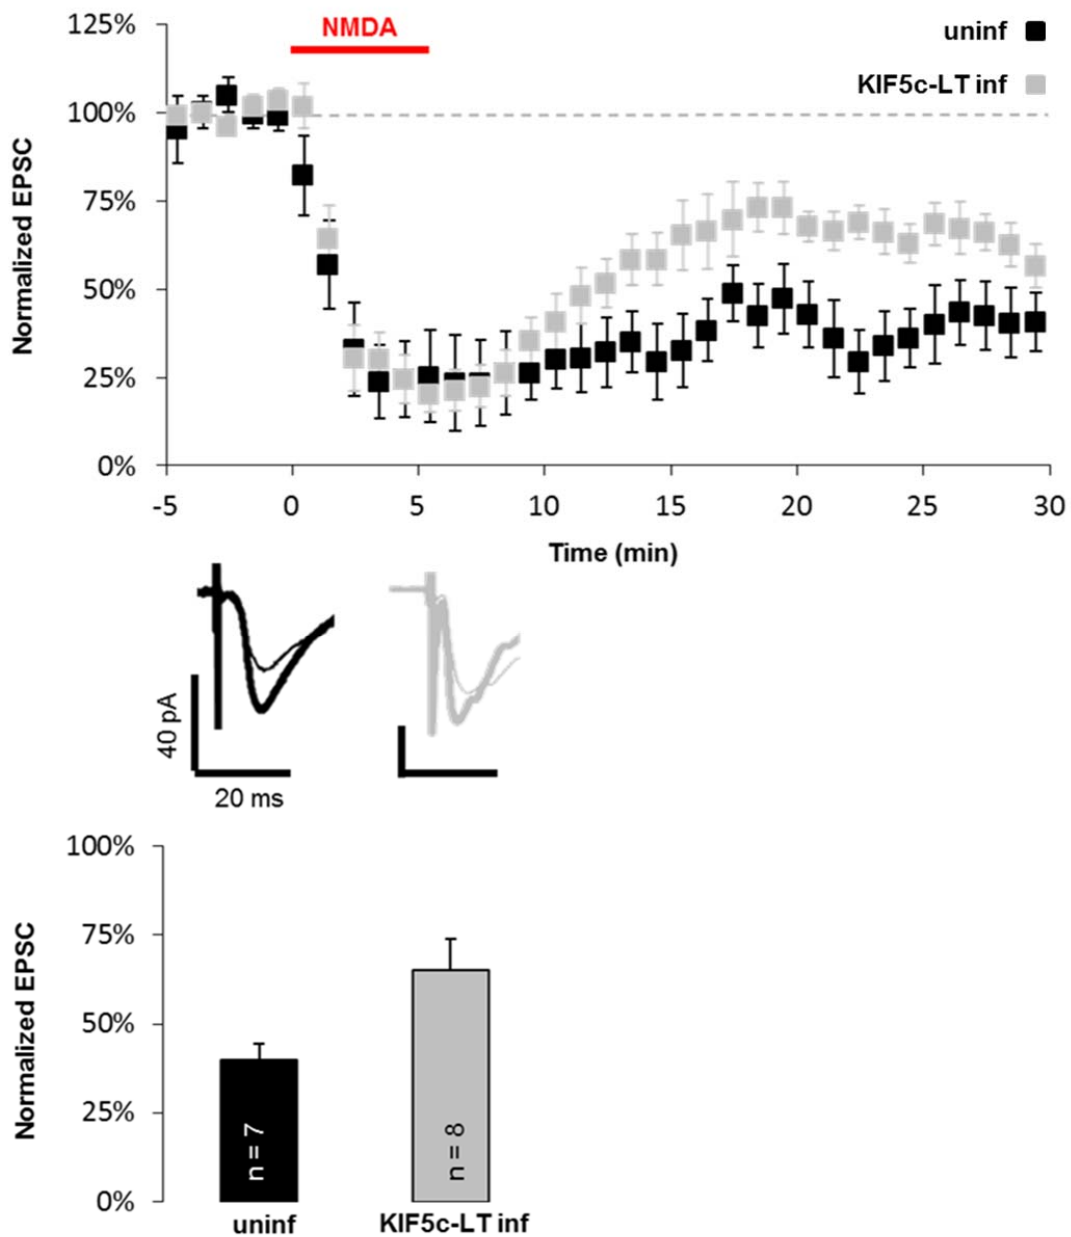 125%
NMDA
uninf
KIF5c-LT inf
100%
75%
50%
25%
0%
Normalized EPSC
-5 0 5 10 15 20 25 30
Time (min)
40 pA
20 ms
100%
75%
50%
25%
0%
Normalized EPSC
n = 7
n = 8
uninf KIF5c-LT inf